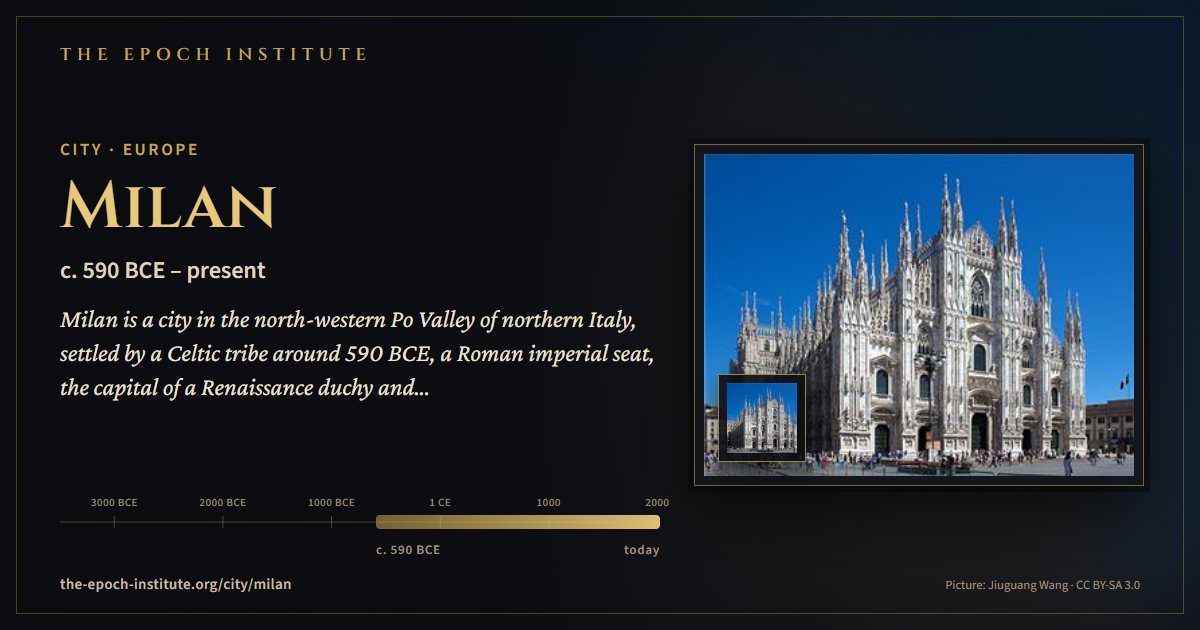 THE EPOCH INSTITUTE
CITY · EUROPE
MILAN
c. 590 BCE – present
Milan is a city in the north-western Po Valley of northern Italy,
settled by a Celtic tribe around 590 BCE, a Roman imperial seat,
the capital of a Renaissance duchy and...
3000 BCE 2000 BCE 1000 BCE 1 CE 1000 2000
c. 590 BCE today
the-epoch-institute.org/city/milan
Picture: Jiuguang Wang · CC BY-SA 3.0